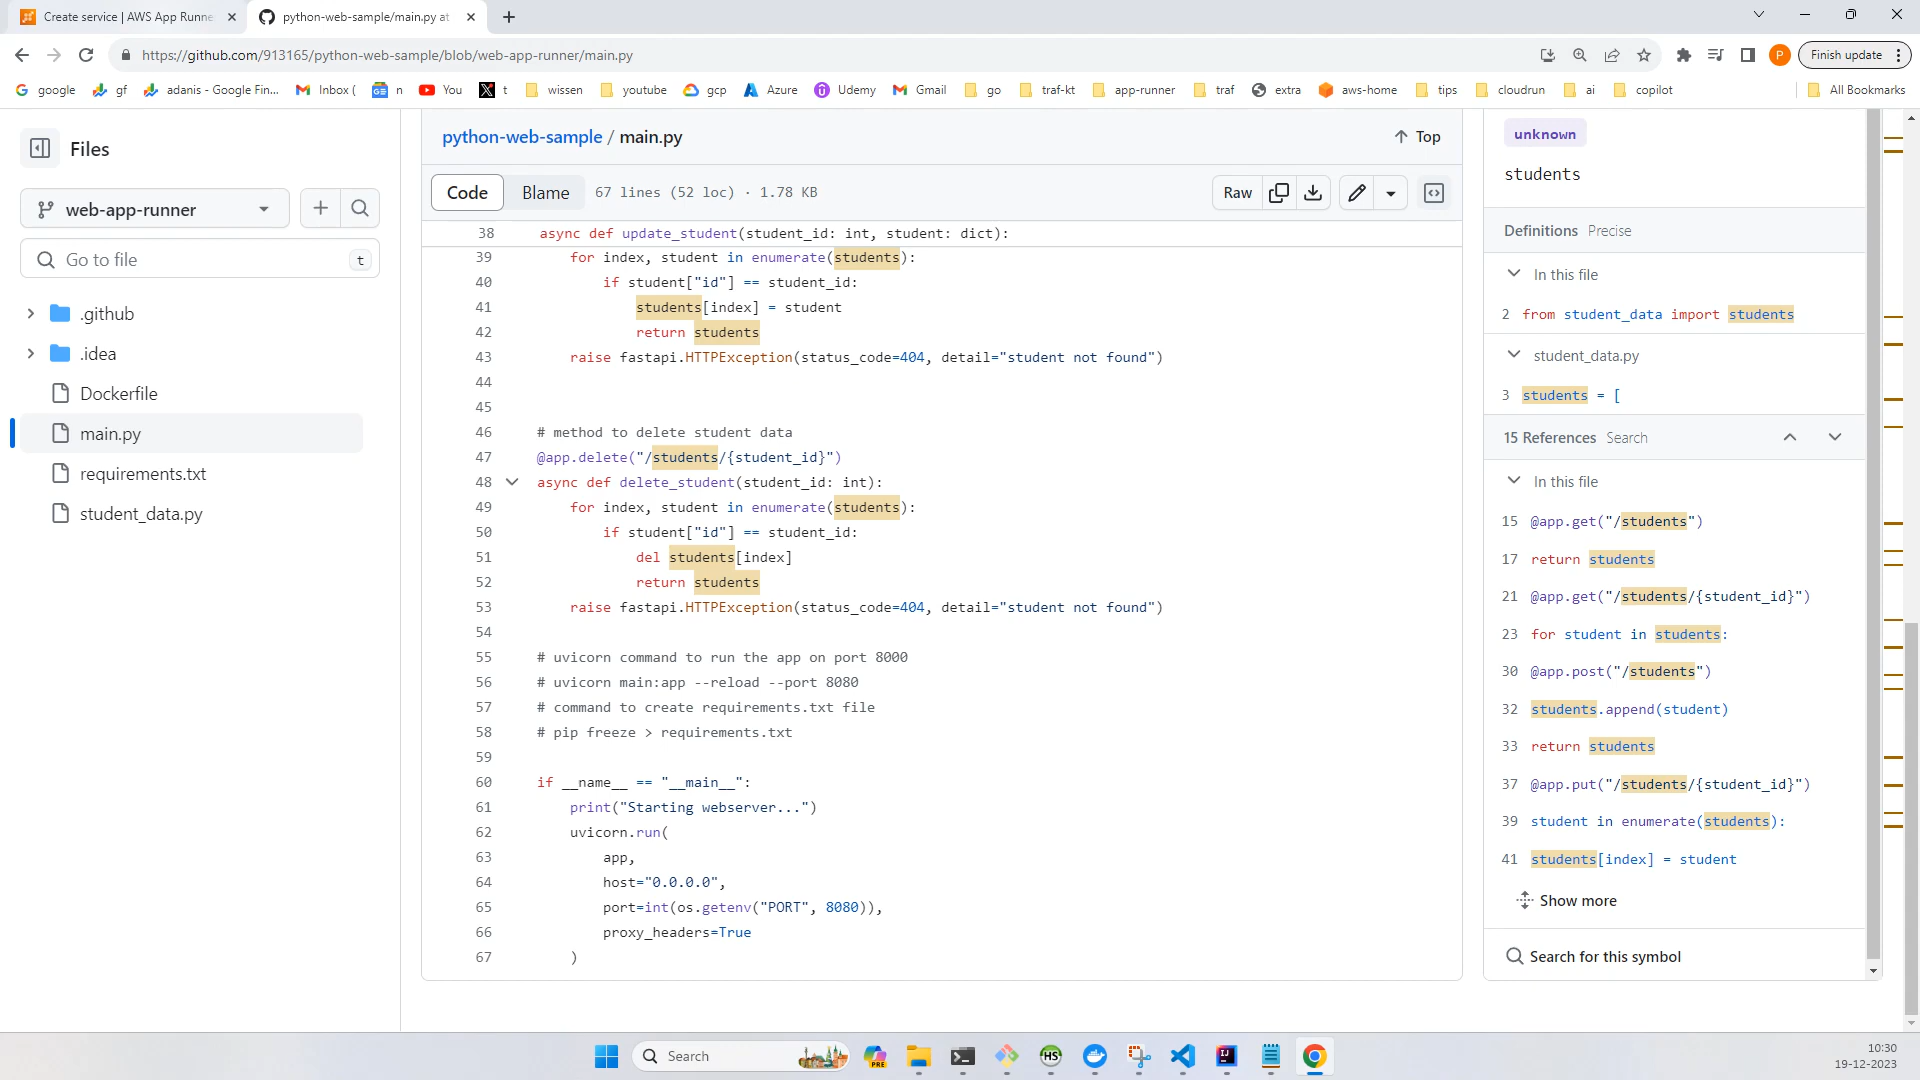 Create service | AWS App Runne
python-web-sample/main.py at
https://github.com/913165/python-web-sample/blob/web-app-runner/main.py
P
Finish update
google
gf
adanis - Google Fin...
Inbox (
n
You
t
wissen
youtube
gcp
Azure
Udemy
Gmail
go
traf-kt
app-runner
traf
extra
aws-home
tips
cloudrun
ai
copilot
All Bookmarks
Files
web-app-runner
Go to file
t
.github
.idea
Dockerfile
main.py
requirements.txt
student_data.py
python-web-sample / main.py
Top
Code
Blame
67 lines (52 loc) · 1.78 KB
Raw
38 async def update_student(student_id: int, student: dict):
39 for index, student in enumerate(students):
40 if student["id"] == student_id:
41 students[index] = student
42 return students
43 raise fastapi.HTTPException(status_code=404, detail="student not found")
44
45
46 # method to delete student data
47 @app.delete("/students/{student_id}")
48 async def delete_student(student_id: int):
49 for index, student in enumerate(students):
50 if student["id"] == student_id:
51 del students[index]
52 return students
53 raise fastapi.HTTPException(status_code=404, detail="student not found")
54
55 # uvicorn command to run the app on port 8000
56 # uvicorn main:app --reload --port 8080
57 # command to create requirements.txt file
58 # pip freeze > requirements.txt
59
60 if __name__ == "__main__":
61 print("Starting webserver...")
62 uvicorn.run(
63 app,
64 host="0.0.0.0",
65 port=int(os.getenv("PORT", 8080)),
66 proxy_headers=True
67 )
unknown
students
Definitions Precise
In this file
2 from student_data import students
student_data.py
3 students = [
15 References Search
In this file
15 @app.get("/students")
17 return students
21 @app.get("/students/{student_id}")
23 for student in students:
30 @app.post("/students")
32 students.append(student)
33 return students
37 @app.put("/students/{student_id}")
39 student in enumerate(students):
41 students[index] = student
Show more
Search for this symbol
Search
PRE
HS
IJ
10:30
19-12-2023